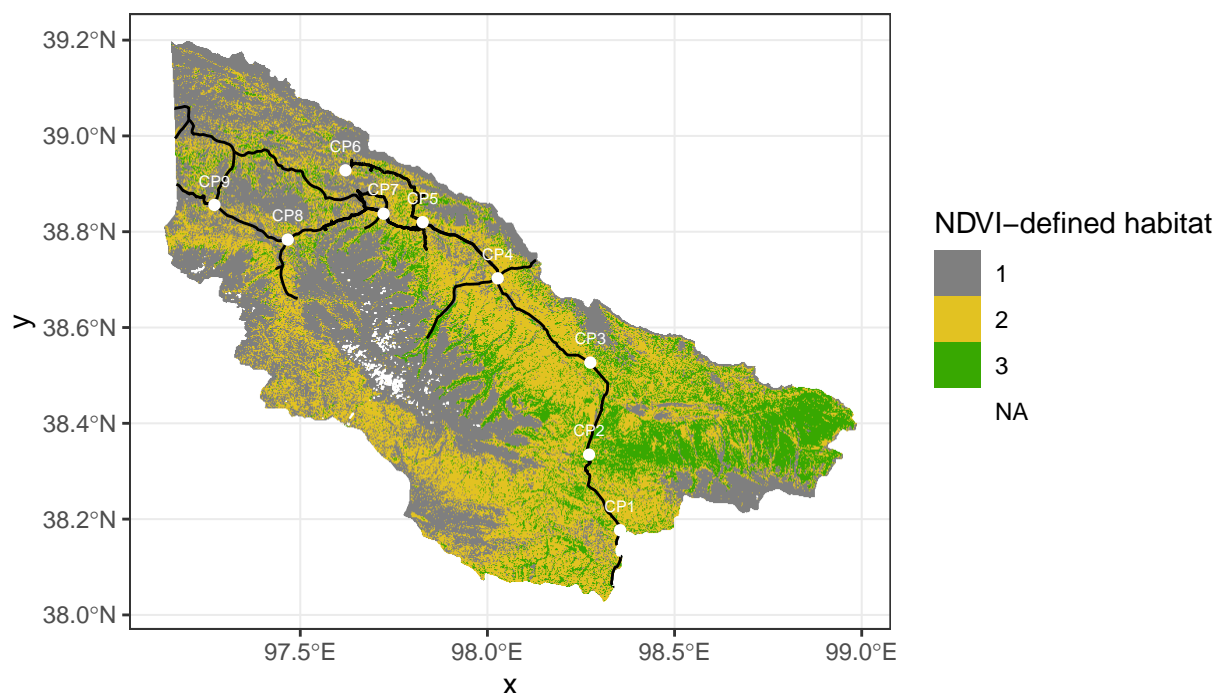 39.2°N
39.0°N
38.8°N
38.6°N
38.4°N
38.2°N
38.0°N
y
CP6
CP9
CP7
CP5
CP8
CP4
CP3
CP2
CP1
97.5°E
98.0°E
98.5°E
99.0°E
x
NDVI−defined habitat
1
2
3
NA